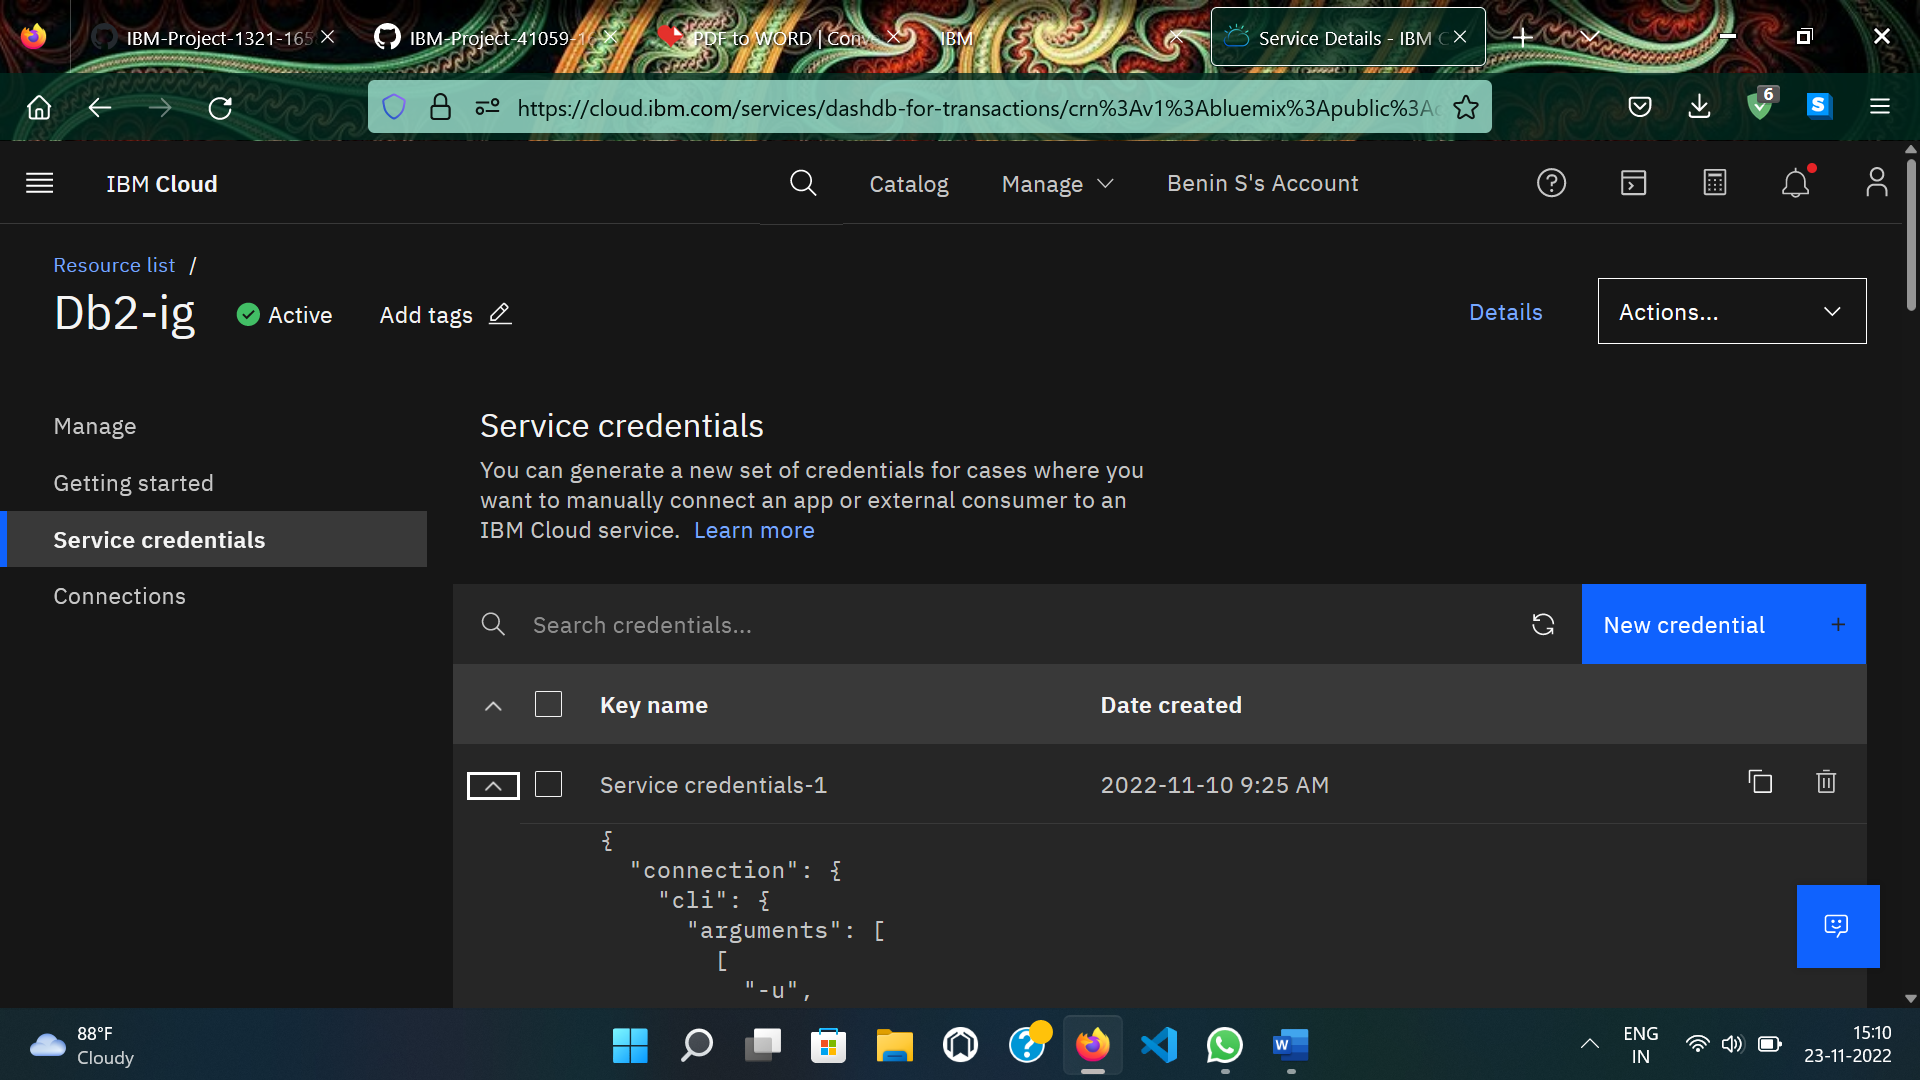 IBM-Project-1321-165
IBM-Project-41059-1
PDF to WORD | Conve
IBM
Service Details - IBM C
https://cloud.ibm.com/services/dashdb-for-transactions/crn%3Av1%3Abluemix%3Apublic%3A
6
S
IBM Cloud
Catalog
Manage
Benin S's Account
Resource list /
Db2-ig
Active
Add tags
Details
Actions...
Manage
Getting started
Service credentials
Connections
Service credentials
You can generate a new set of credentials for cases where you
want to manually connect an app or external consumer to an
IBM Cloud service. Learn more
Search credentials...
New credential +
Key name
Date created
Service credentials-1
2022-11-10 9:25 AM
{
"connection": {
"cli": {
"arguments": [
[
"-u",
88°F
Cloudy
W
ENG
IN
15:10
23-11-2022